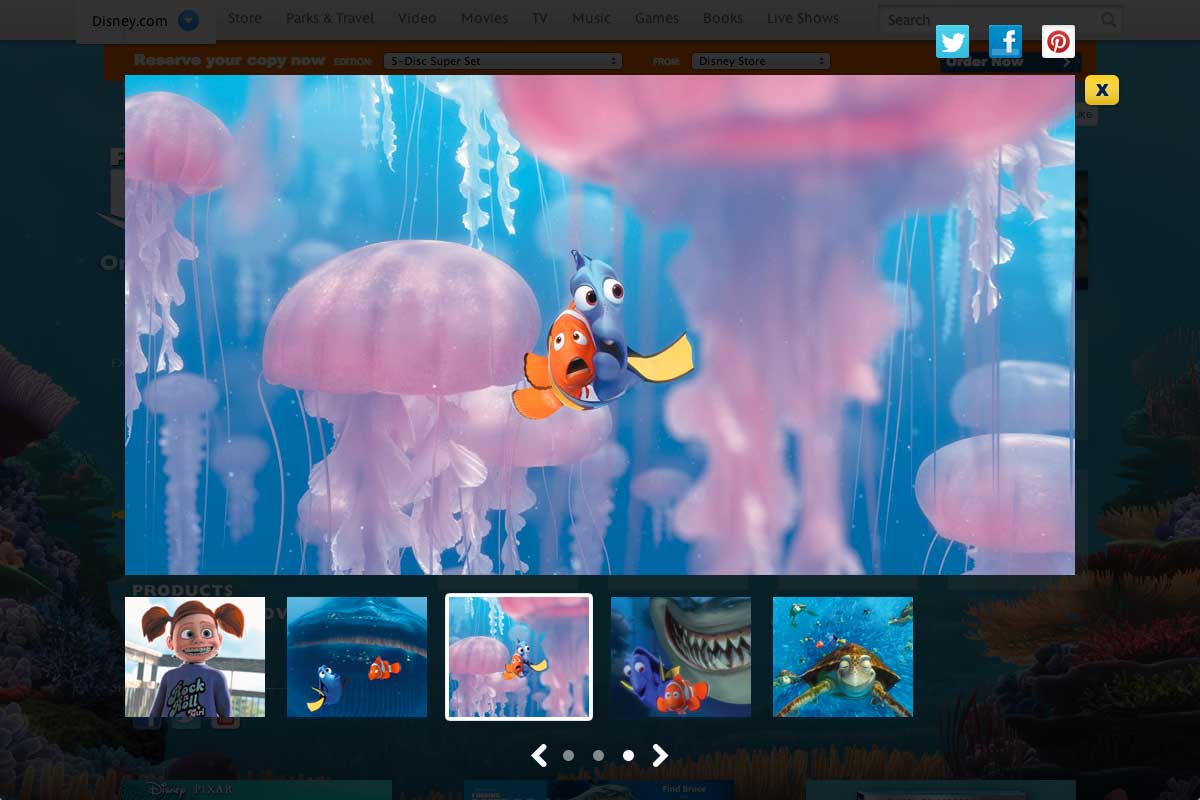 Disney.com Store Parks & Travel Video Movies TV Music Games Books Live Shows Search
Reserve your copy now EDITION: 5-Disc Super Set FROM: Disney Store Order Now
X
PRODUCTS
Rock
n
Roll
Girl
Disney PIXAR
Find Bruce